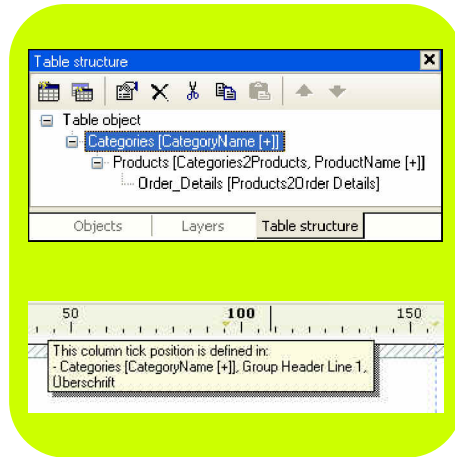 Table structure
Table object
Categories [CategoryName [+]]
Products [Categories2Products, ProductName [+]]
Order_Details [Products2Order Details]
Objects Layers Table structure
50 100 150
This column tick position is defined in:
- Categories [CategoryName [+]], Group Header Line 1,
Überschrift